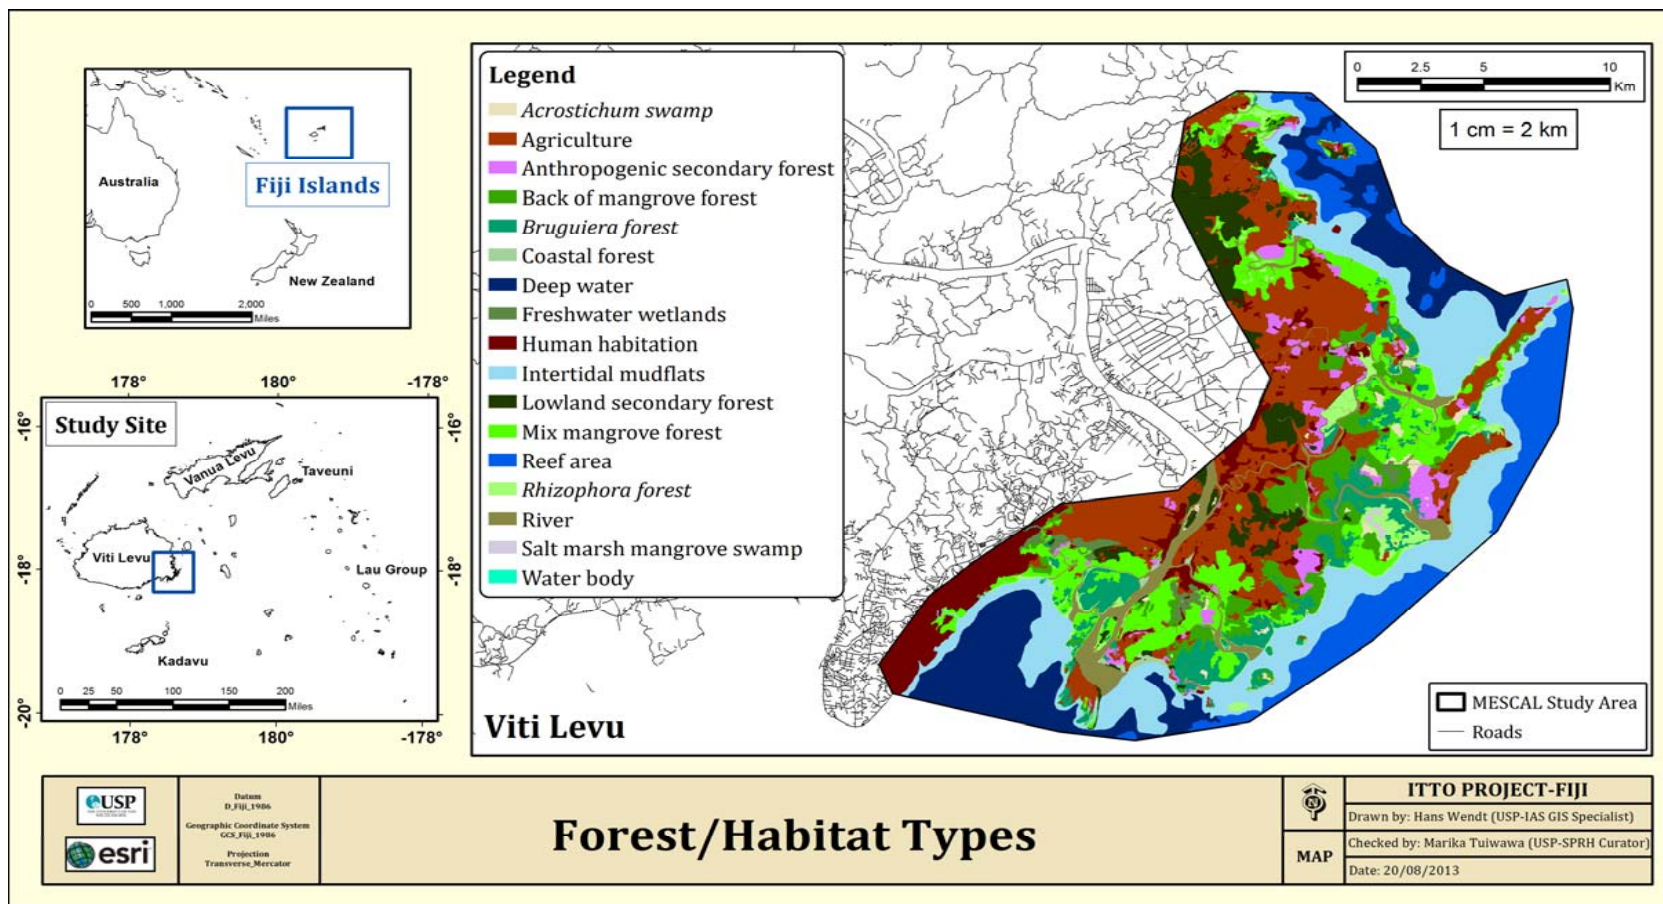 Australia
Fiji Islands
New Zealand
0 500 1,000 2,000
Miles
178° 180° -178°
Study Site
-16° -16°
Vanua Levu
Taveuni
Viti Levu
-18° -18°
Lau Group
Kadavu
0 25 50 100 150 200
Miles
-20°
178° 180° -178°
Legend
Acrostichum swamp
Agriculture
Anthropogenic secondary forest
Back of mangrove forest
Bruguiera forest
Coastal forest
Deep water
Freshwater wetlands
Human habitation
Intertidal mudflats
Lowland secondary forest
Mix mangrove forest
Reef area
Rhizophora forest
River
Salt marsh mangrove swamp
Water body
Viti Levu
0 2.5 5 10
Km
1 cm = 2 km
MESCAL Study Area
Roads
USP
esri
Datum
D_Fiji_1986
Geographic Coordinate System
GCS_Fiji_1986
Projection
Transverse_Mercator
Forest/Habitat Types
N
MAP
ITTO PROJECT-FIJI
Drawn by: Hans Wendt (USP-IAS GIS Specialist)
Checked by: Marika Tuiwawa (USP-SPRH Curator)
Date: 20/08/2013